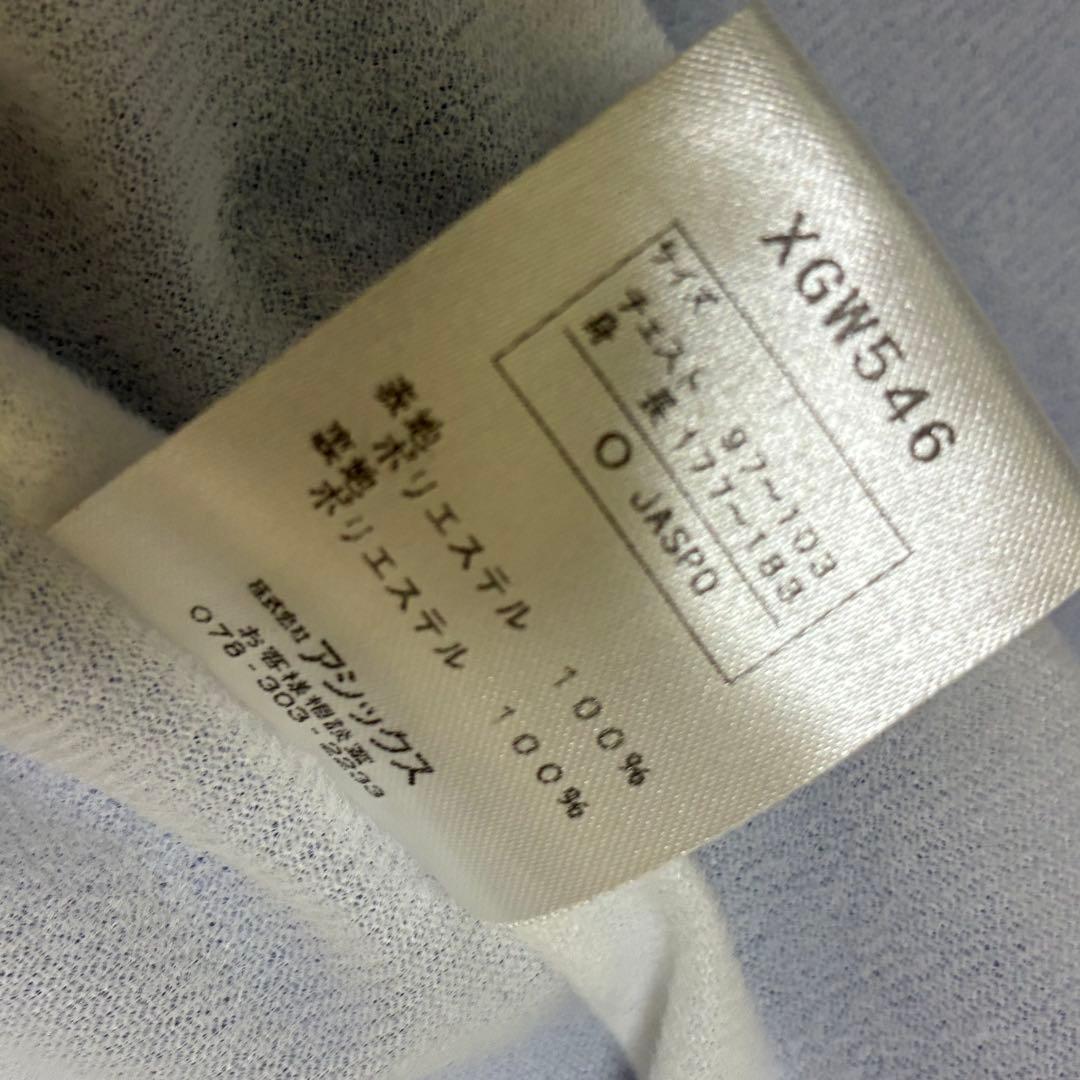 XGW546
サイズ
チェスト 97~103
身 長 177~183
O JASPO
表地
ポリエステル 100%
裏地
ポリエステル 100%
株式会社 アシックス
お客様相談室
078-303-2233